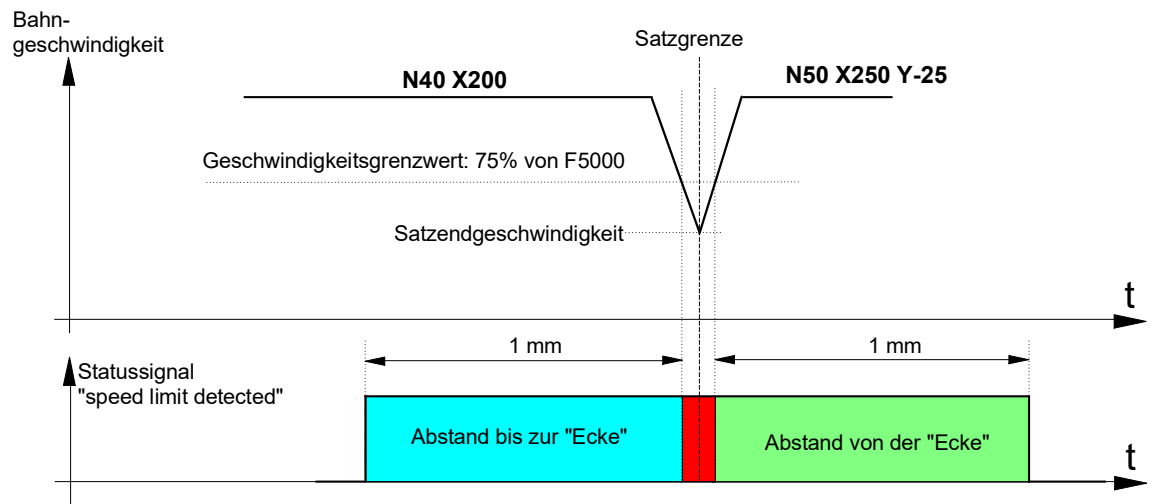 Bahn-
geschwindigkeit
Satzgrenze
N40 X200
N50 X250 Y-25
Geschwindigkeitsgrenzwert: 75% von F5000
Satzendgeschwindigkeit
t
1 mm
1 mm
Statussignal
"speed limit detected"
Abstand bis zur "Ecke"
Abstand von der "Ecke"
t